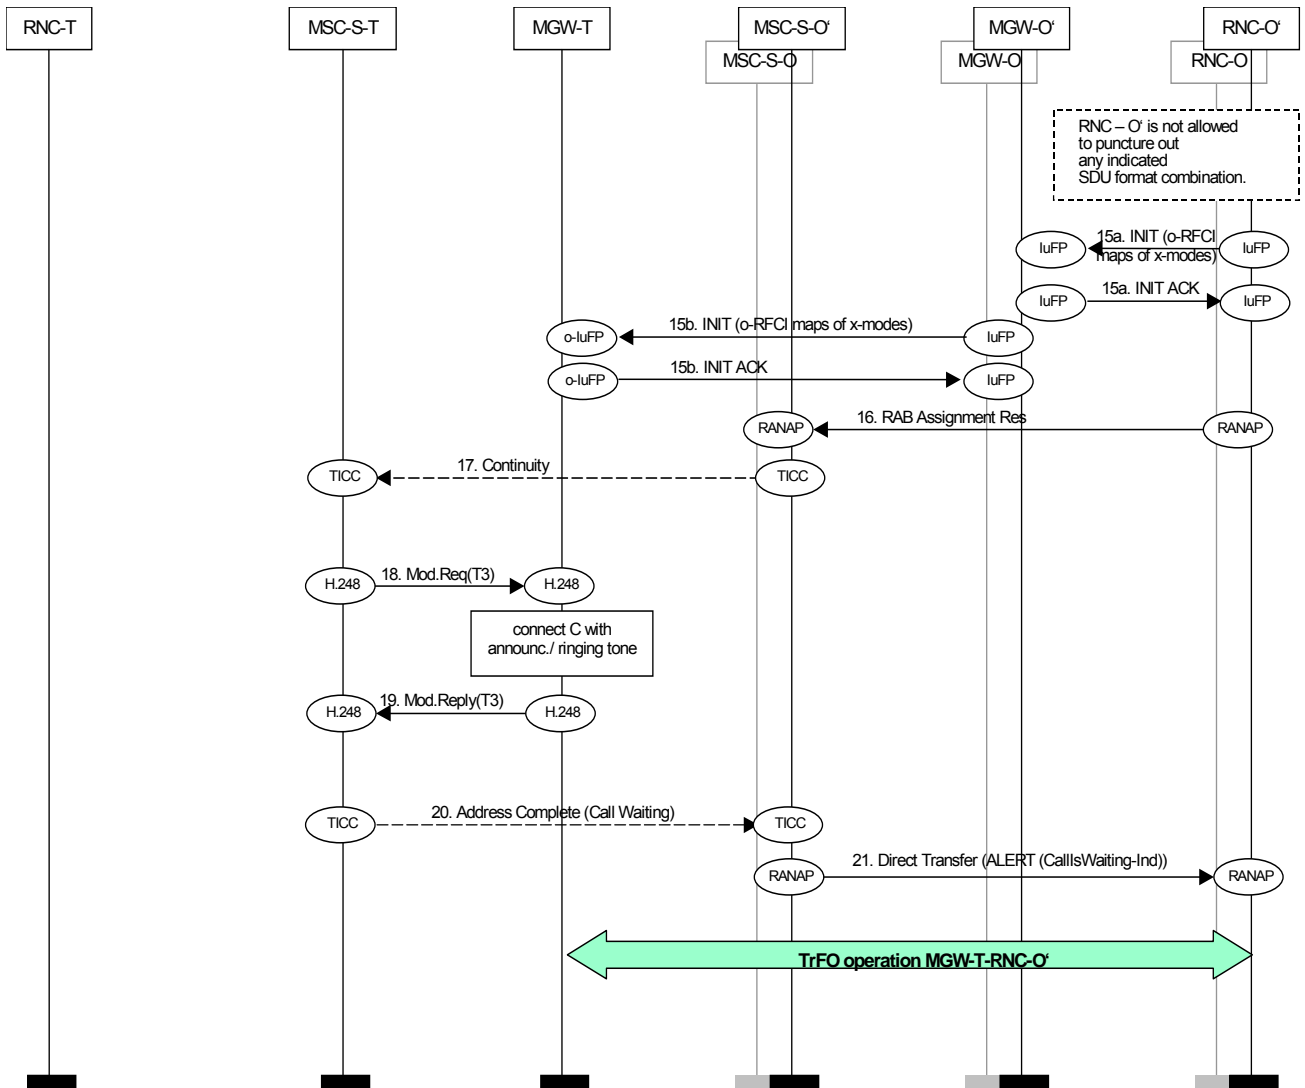 RNC-T
MSC-S-T
MGW-T
MSC-S-O‘
MGW-O‘
RNC-O‘
MSC-S-O
MGW-O
RNC-O
RNC – O‘ is not allowed
to puncture out
any indicated
SDU format combination.
IuFP
15a. INIT (o-RFCI
maps of x-modes)
IuFP
IuFP
15a. INIT ACK
IuFP
o-IuFP
15b. INIT (o-RFCI maps of x-modes)
IuFP
o-IuFP
15b. INIT ACK
IuFP
RANAP
16. RAB Assignment Res
RANAP
TICC
17. Continuity
TICC
H.248
18. Mod.Req(T3)
H.248
connect C with
announc./ ringing tone
H.248
19. Mod.Reply(T3)
H.248
TICC
20. Address Complete (Call Waiting)
TICC
RANAP
21. Direct Transfer (ALERT (CallIsWaiting-Ind))
RANAP
TrFO operation MGW-T-RNC-O‘